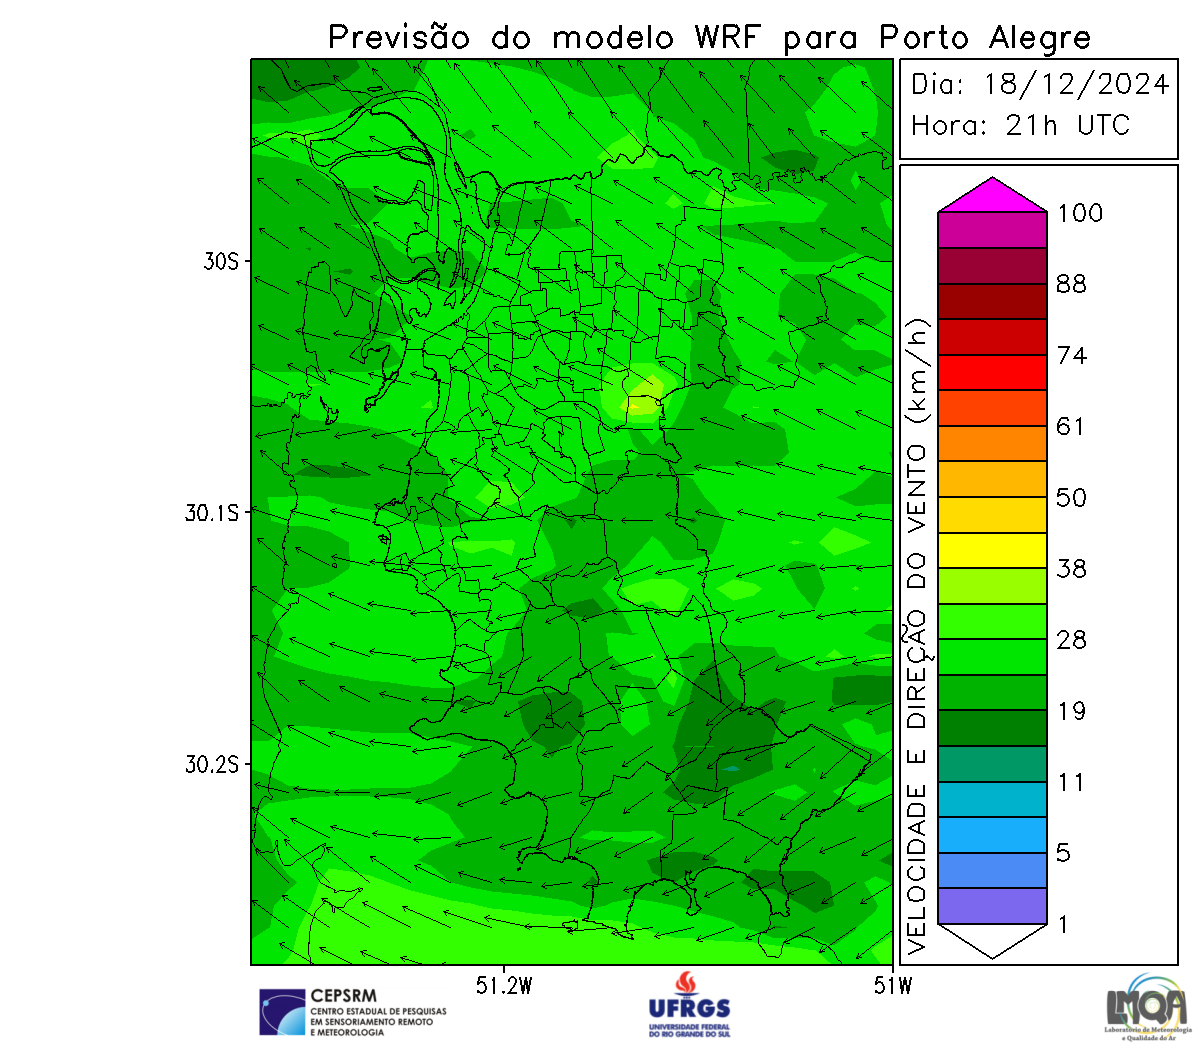 Previsão do modelo WRF para Porto Alegre
Dia: 18/12/2024
Hora: 21h UTC
100
88
74
61
50
38
28
19
11
5
1
VELOCIDADE E DIREÇÃO DO VENTO (km/h)
30S
30.1S
30.2S
51.2W
51W
CEPSRM
CENTRO ESTADUAL DE PESQUISAS
EM SENSORIAMENTO REMOTO
E METEOROLOGIA
UFRGS
UNIVERSIDADE FEDERAL
DO RIO GRANDE DO SUL
LMQA
Laboratório de Meteorologia
e Qualidade do Ar